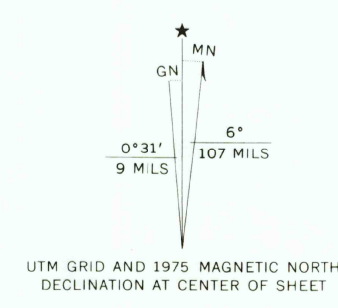 MN
GN
0°31′
9 MILS
6°
107 MILS
UTM GRID AND 1975 MAGNETIC NORTH
DECLINATION AT CENTER OF SHEET